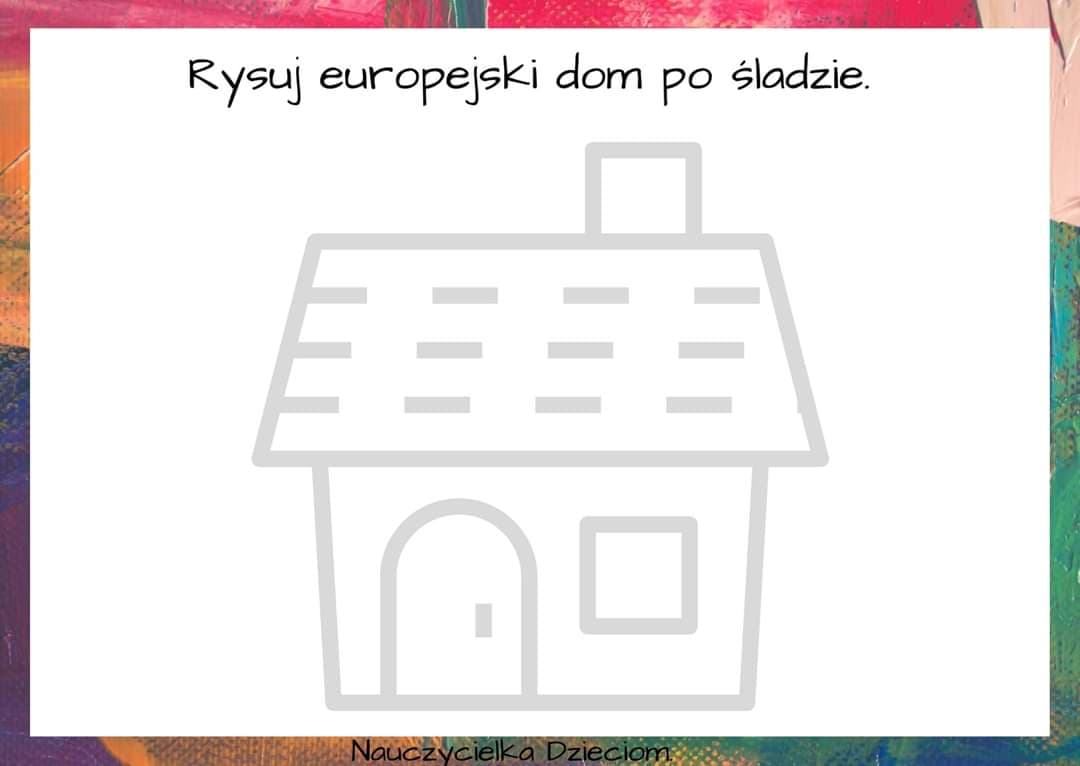 Rysuj europejski dom po śladzie.
Nauczycielka Dzieciom.